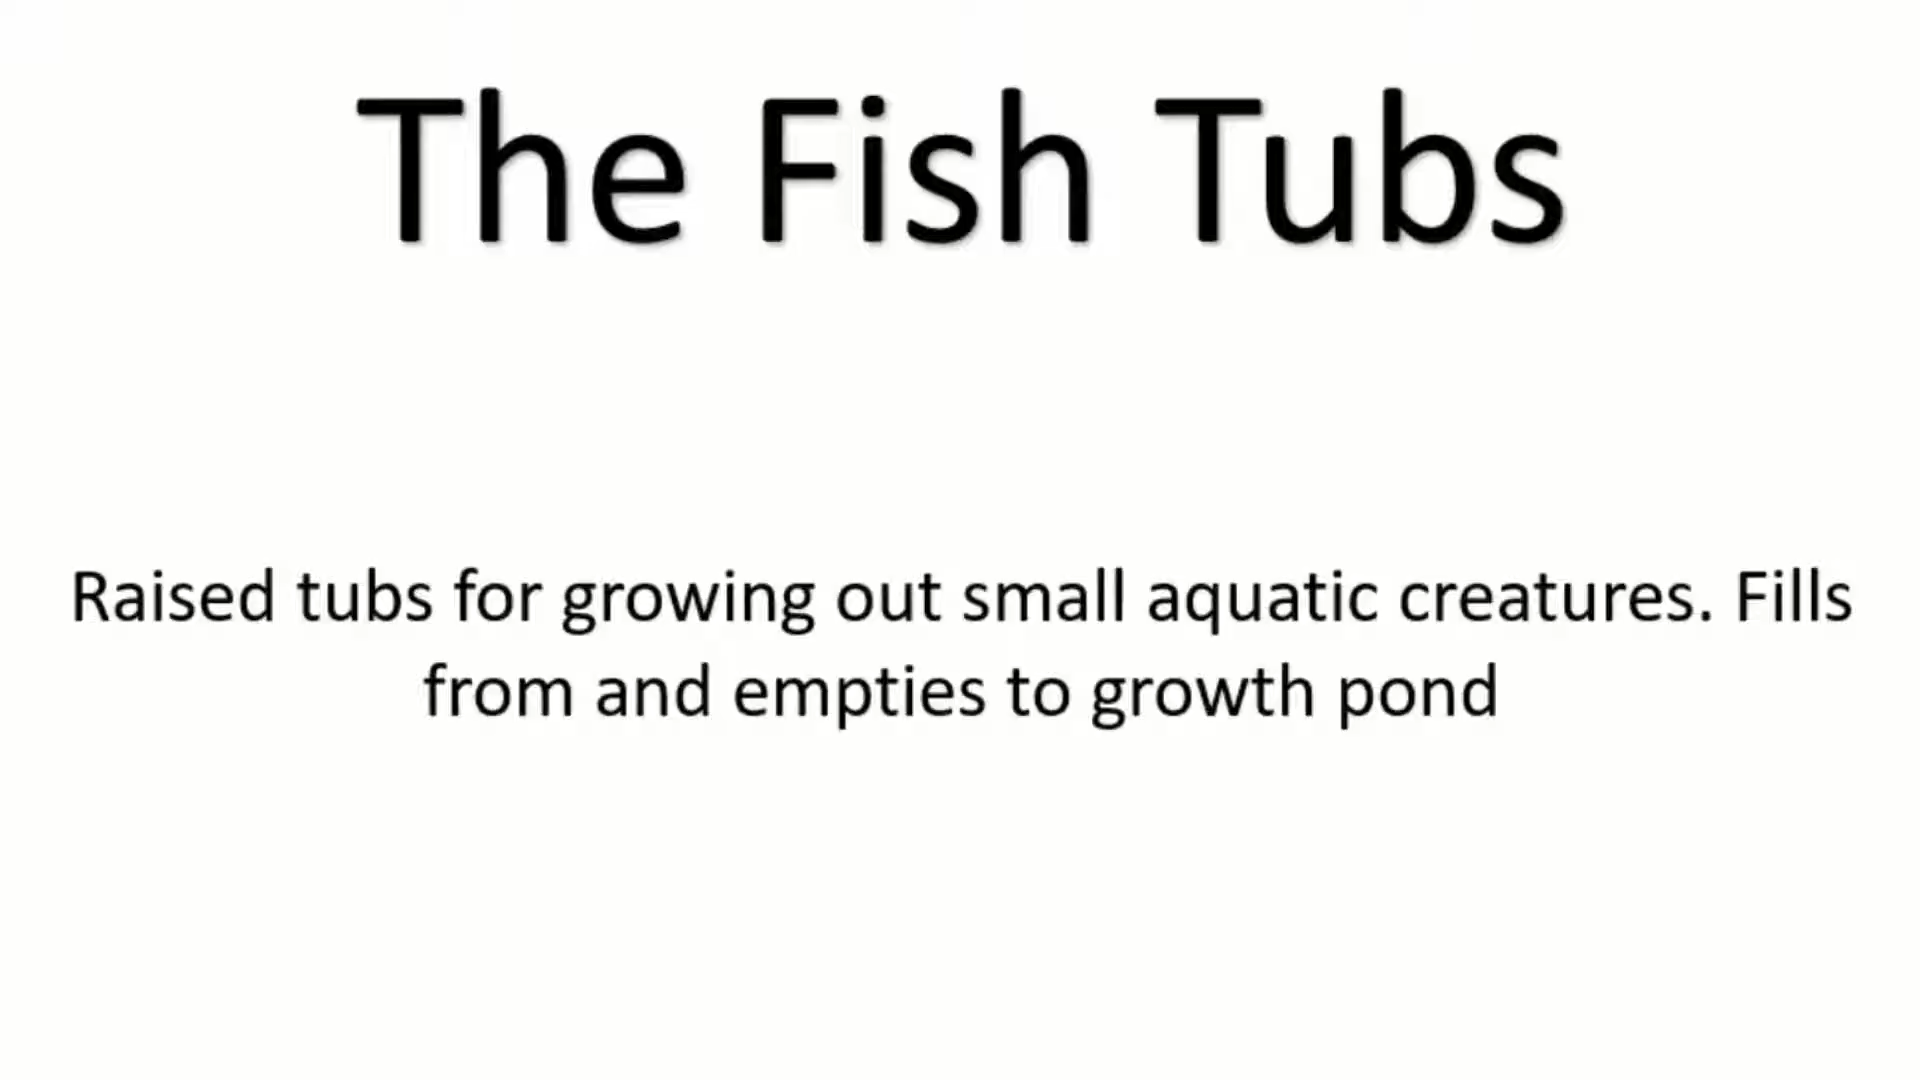 The Fish Tubs
Raised tubs for growing out small aquatic creatures. Fills
from and empties to growth pond